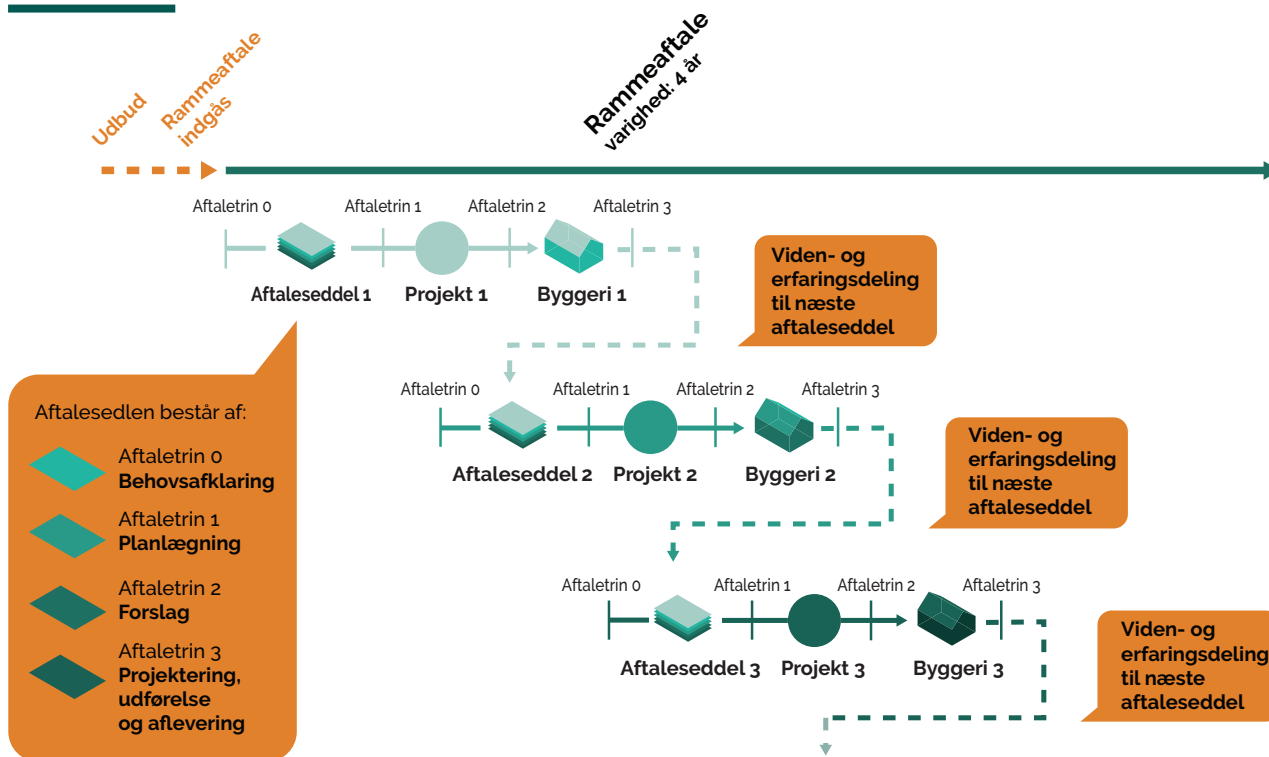 Udbud
Rammeaftale
indgås
Rammeaftale
varighed: 4 år
Aftaletrin 0
Aftaletrin 1
Aftaletrin 2
Aftaletrin 3
Aftaleseddel 1
Projekt 1
Byggeri 1
Viden- og
erfaringsdeling
til næste
aftaleseddel
Aftaletrin 0
Aftaletrin 1
Aftaletrin 2
Aftaletrin 3
Aftaleseddel 2
Projekt 2
Byggeri 2
Viden- og
erfaringsdeling
til næste
aftaleseddel
Aftaletrin 0
Aftaletrin 1
Aftaletrin 2
Aftaletrin 3
Aftaleseddel 3
Projekt 3
Byggeri 3
Viden- og
erfaringsdeling
til næste
aftaleseddel
Aftalesedlen består af:
Aftaletrin 0
Behovsafklaring
Aftaletrin 1
Planlægning
Aftaletrin 2
Forslag
Aftaletrin 3
Projektering,
udførelse
og aflevering